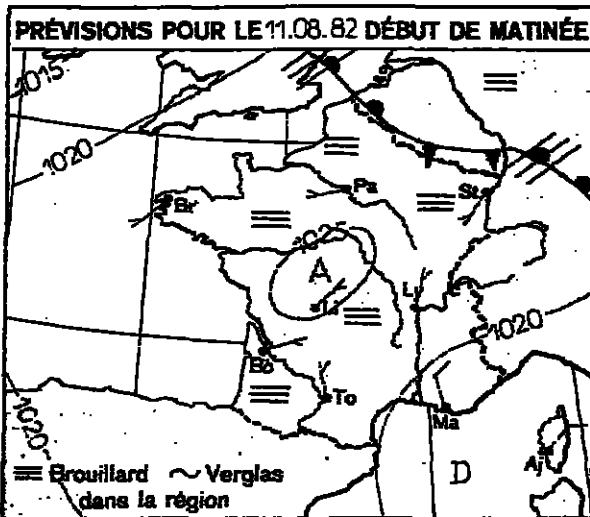 PRÉVISIONS POUR LE 11.08.82 DÉBUT DE MATINÉE
1015
1020
Br
Pa
St
1025
A
Li
L
1020
Bo
To
Ma
D
Aj
1020
Brouillard Verglas
dans la région